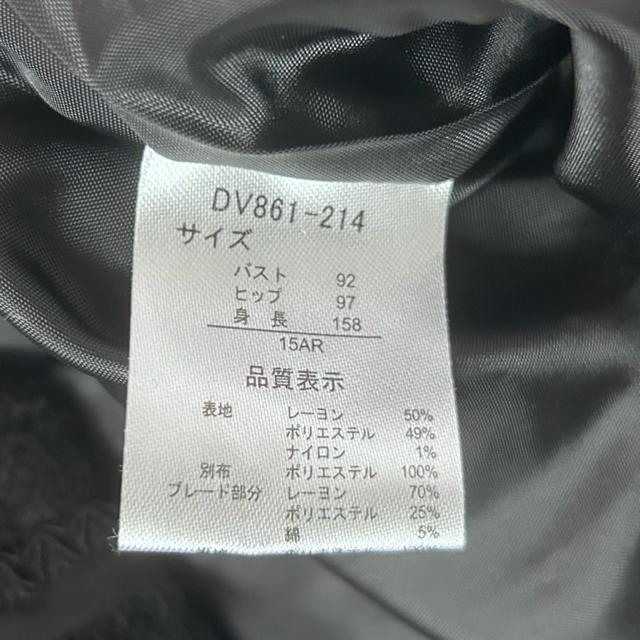 DV861-214
サイズ
バスト 92
ヒップ 97
身長 158
15AR
品質表示
表地 レーヨン 50%
ポリエステル 49%
ナイロン 1%
別布 ポリエステル 100%
ブレード部分 レーヨン 70%
ポリエステル 25%
綿 5%